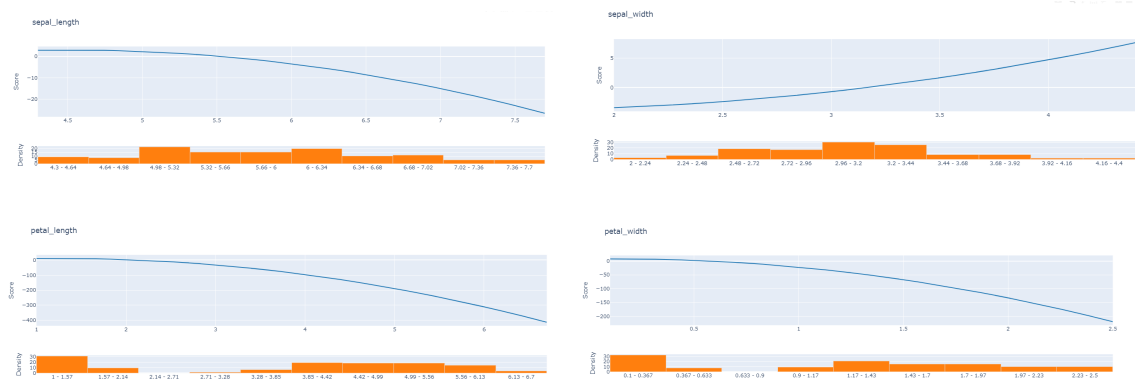 sepal_length
Score
0
−10
−20
4.5 5 5.5 6 6.5 7 7.5
Density
4.3 - 4.64 4.64 - 4.98 4.98 - 5.32 5.32 - 5.66 5.66 - 6 6 - 6.34 6.34 - 6.68 6.68 - 7.02 7.02 - 7.36 7.36 - 7.7
sepal_width
Score
5
0
2 2.5 3 3.5 4
Density
30
20
10
0
2 - 2.24 2.24 - 2.48 2.48 - 2.72 2.72 - 2.96 2.96 - 3.2 3.2 - 3.44 3.44 - 3.68 3.68 - 3.92 3.92 - 4.16 4.16 - 4.4
petal_length
Score
0
−100
−200
−300
−400
1 2 3 4 5 6
Density
30
20
10
0
1 - 1.57 1.57 - 2.14 2.14 - 2.71 2.71 - 3.28 3.28 - 3.85 3.85 - 4.42 4.42 - 4.99 4.99 - 5.56 5.56 - 6.13 6.13 - 6.7
petal_width
Score
0
−50
−100
−150
−200
0.5 1 1.5 2 2.5
Density
30
20
10
0
0.1 - 0.367 0.367 - 0.633 0.633 - 0.9 0.9 - 1.17 1.17 - 1.43 1.43 - 1.7 1.7 - 1.97 1.97 - 2.23 2.23 - 2.5